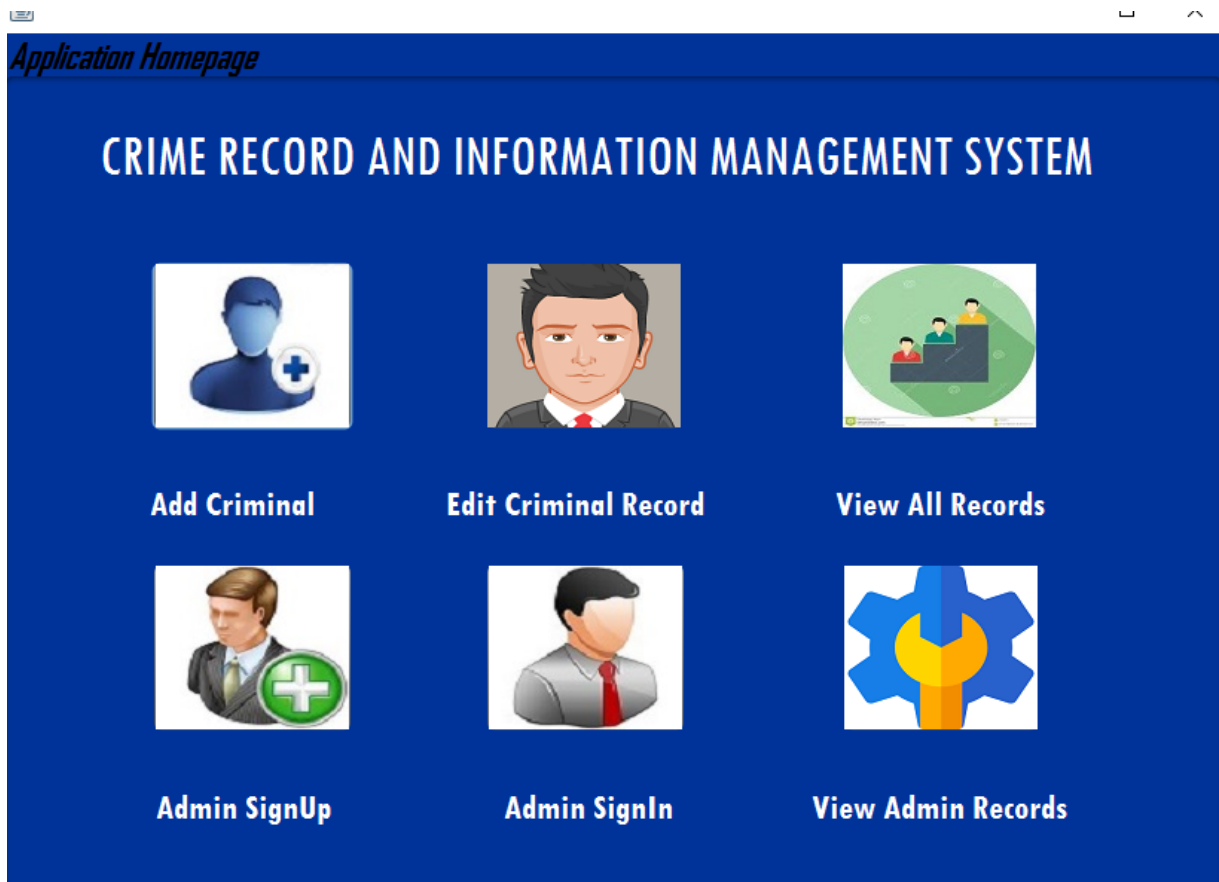 Application Homepage
CRIME RECORD AND INFORMATION MANAGEMENT SYSTEM
Add Criminal
Edit Criminal Record
View All Records
Admin SignUp
Admin SignIn
View Admin Records